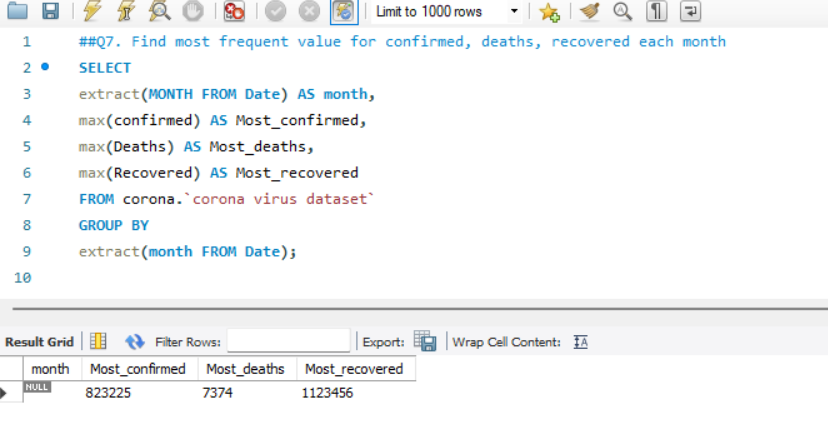 Limit to 1000 rows
1 ##Q7. Find most frequent value for confirmed, deaths, recovered each month
2 SELECT
3 extract(MONTH FROM Date) AS month,
4 max(confirmed) AS Most_confirmed,
5 max(Deaths) AS Most_deaths,
6 max(Recovered) AS Most_recovered
7 FROM corona.`corona virus dataset`
8 GROUP BY
9 extract(month FROM Date);
10
Result Grid Filter Rows: Export: Wrap Cell Content: IA
month Most_confirmed Most_deaths Most_recovered
NULL 823225 7374 1123456